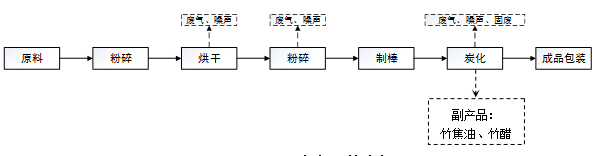 废气、噪声
废气、噪声
废气、噪声、固废
原料
粉碎
烘干
粉碎
制棒
炭化
成品包装
副产品：
竹焦油、竹醋